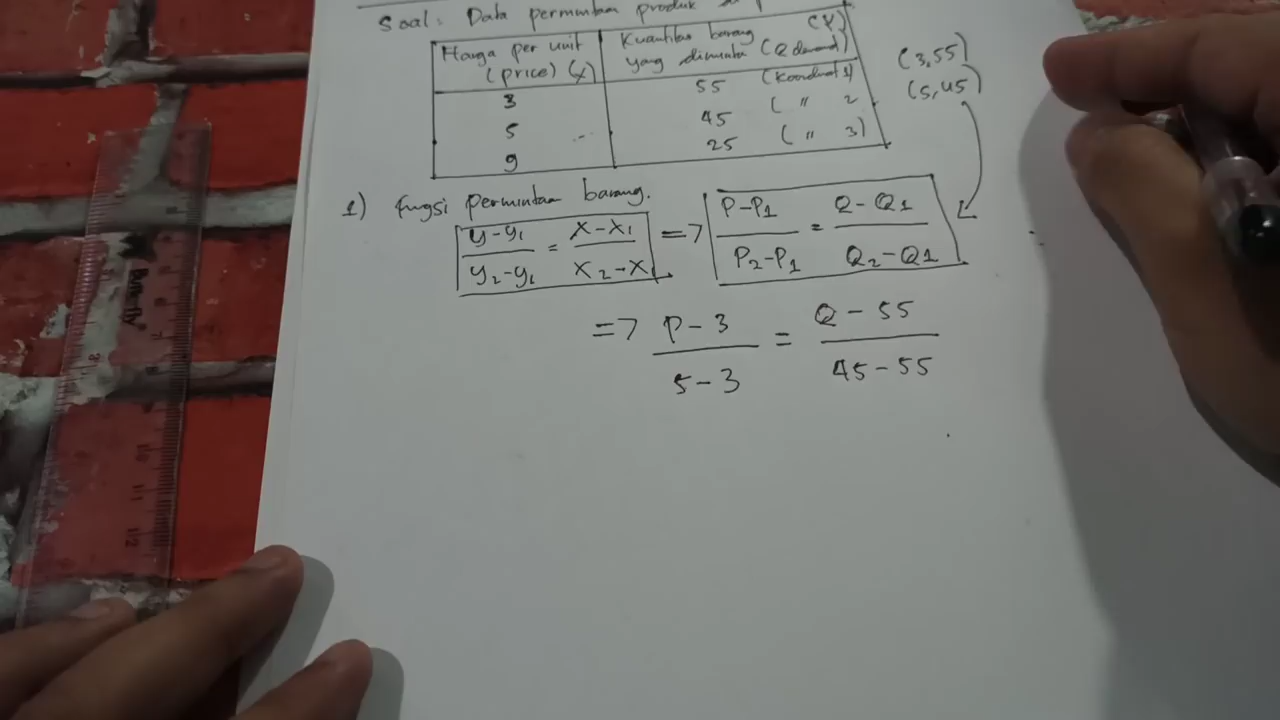 Soal: Data permintaan produk
Harga per unit (price) (X) Kuantitas barang yang diminta (Q demand) (Y)
3 55 (Koordinat 1)
5 45 ( " 2
9 25 ( " 3)
(3,55)
(5,45)
1) Fugsi permintaan barang.
y-y1 / y2-y1 = X-X1 / X2-X1 => P-P1 / P2-P1 = Q-Q1 / Q2-Q1
=> P-3 / 5-3 = Q-55 / 45-55
Butterfly